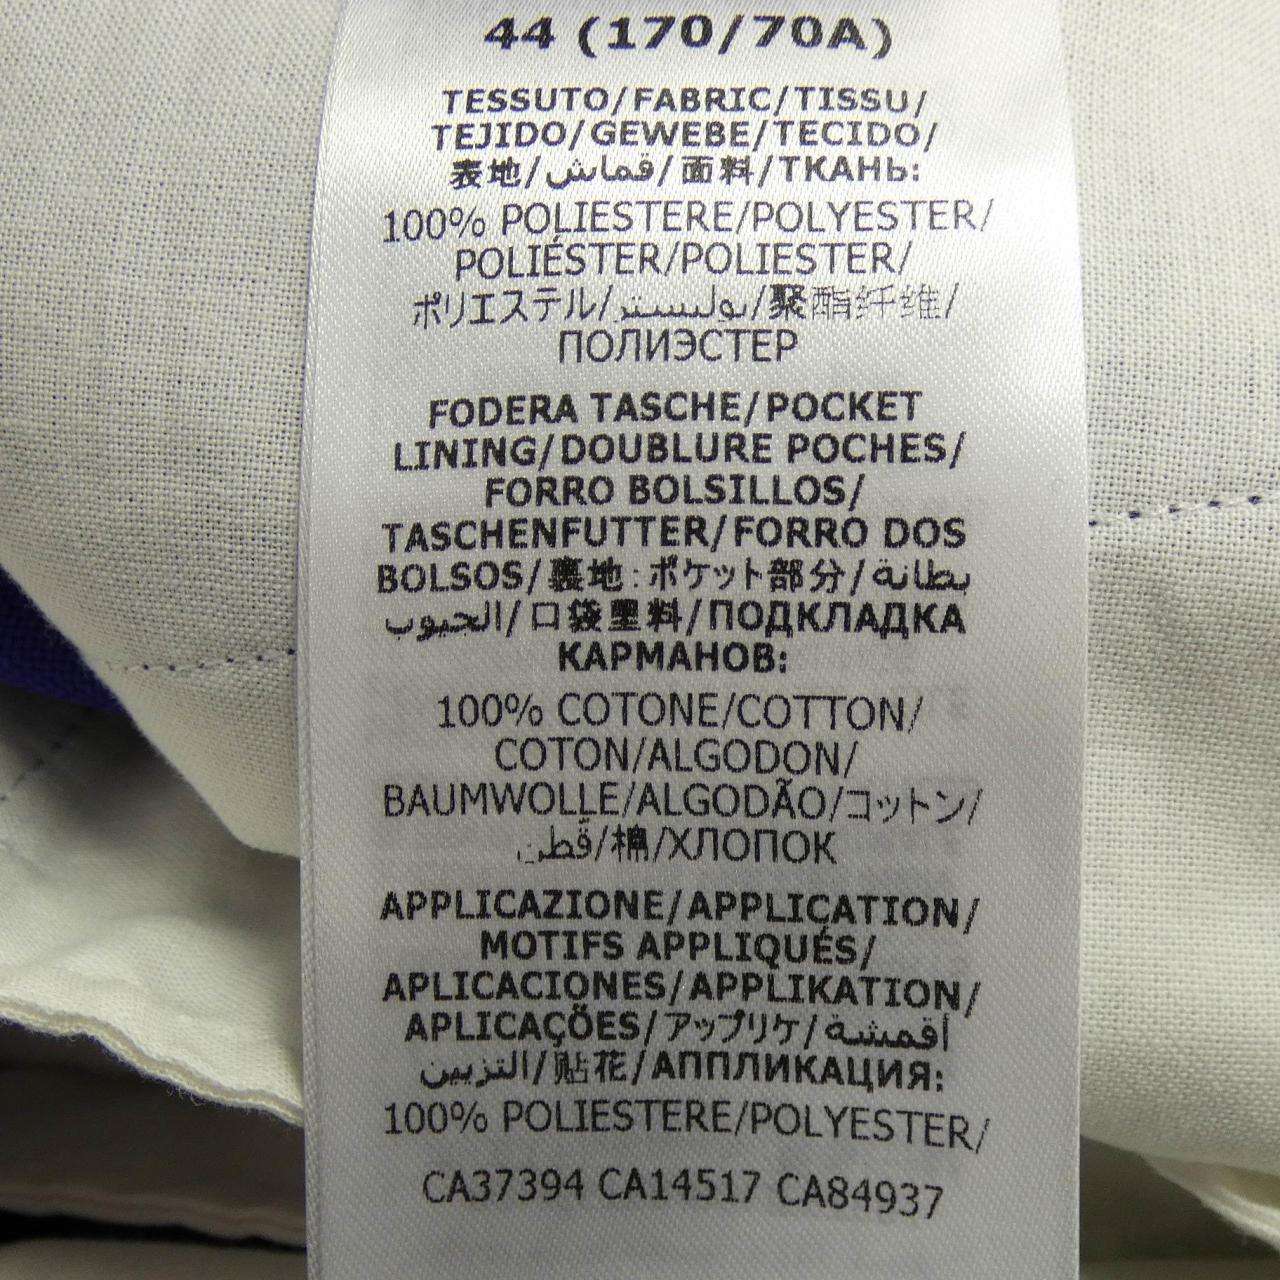 44 (170/70A)
TESSUTO/FABRIC/TISSU/
TEJIDO/GEWEBE/TECIDO/
表地/قماش/面料/ТКАНЬ:
100% POLIESTERE/POLYESTER/
POLIÉSTER/POLIESTER/
ポリエステル/بوليستر/聚酯纤维/
ПОЛИЭСТЕР
FODERA TASCHE/POCKET
LINING/DOUBLURE POCHES/
FORRO BOLSILLOS/
TASCHENFUTTER/FORRO DOS
BOLSOS/裏地:ポケット部分/بطانة
الجيوب/口袋里料/ПОДКЛАДКА
КАРМАНОВ:
100% COTONE/COTTON/
COTON/ALGODON/
BAUMWOLLE/ALGODÃO/コットン/
قطن/棉/ХЛОПОК
APPLICAZIONE/APPLICATION/
MOTIFS APPLIQUÉS/
APLICACIONES/APPLIKATION/
APLICAÇÕES/アップリケ/أقمشة
التزيين/贴花/АППЛИКАЦИЯ:
100% POLIESTERE/POLYESTER/
CA37394 CA14517 CA84937